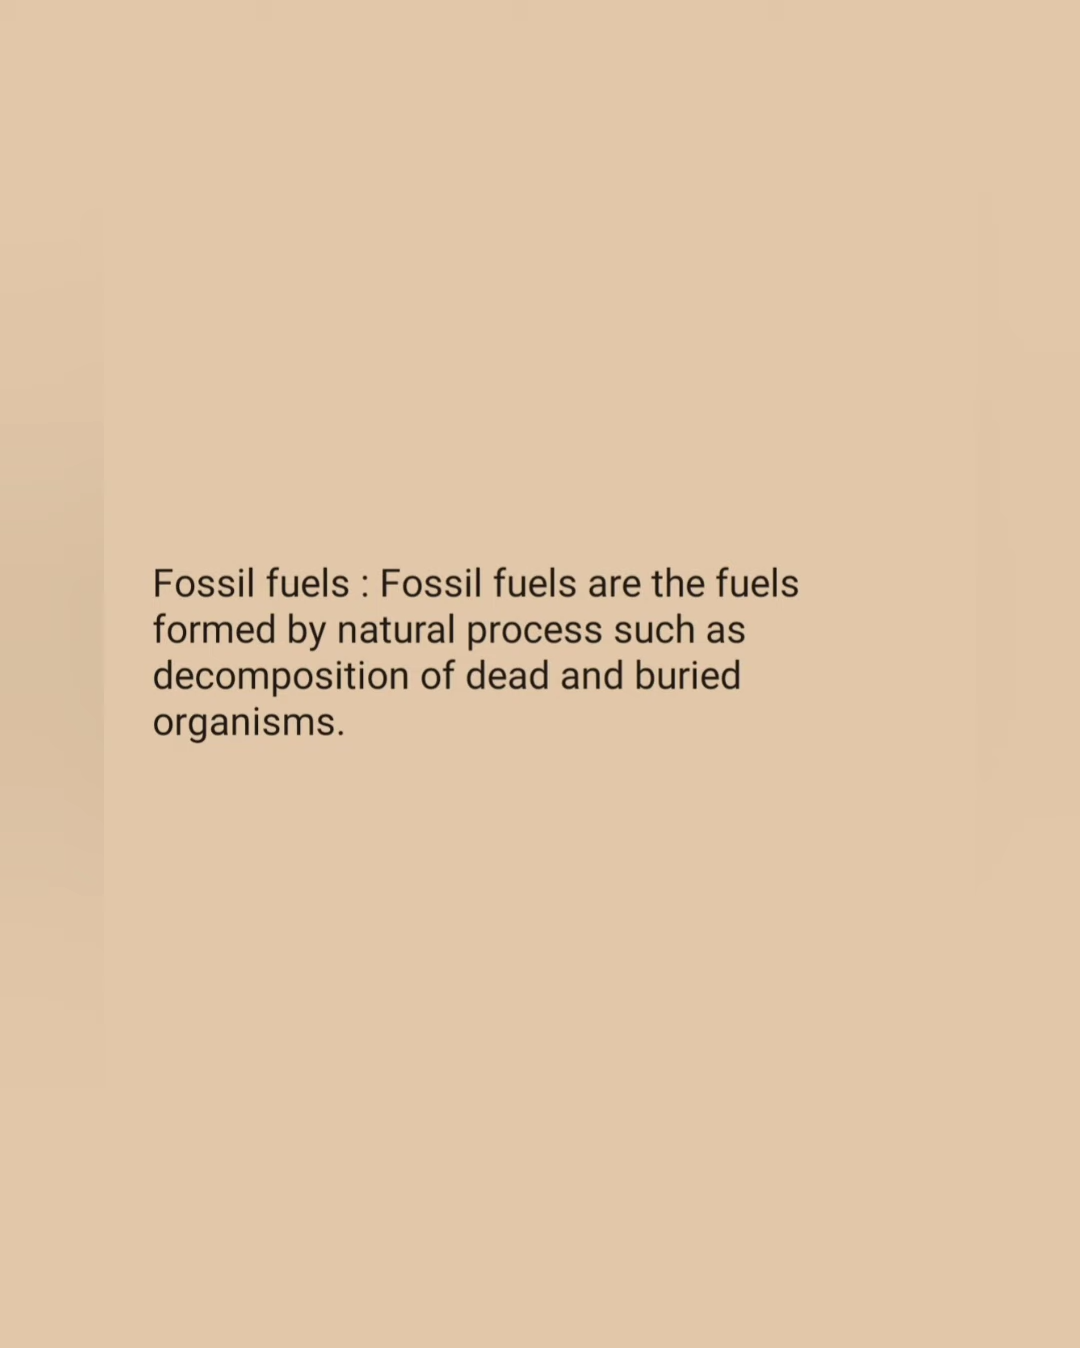 Fossil fuels : Fossil fuels are the fuels
formed by natural process such as
decomposition of dead and buried
organisms.